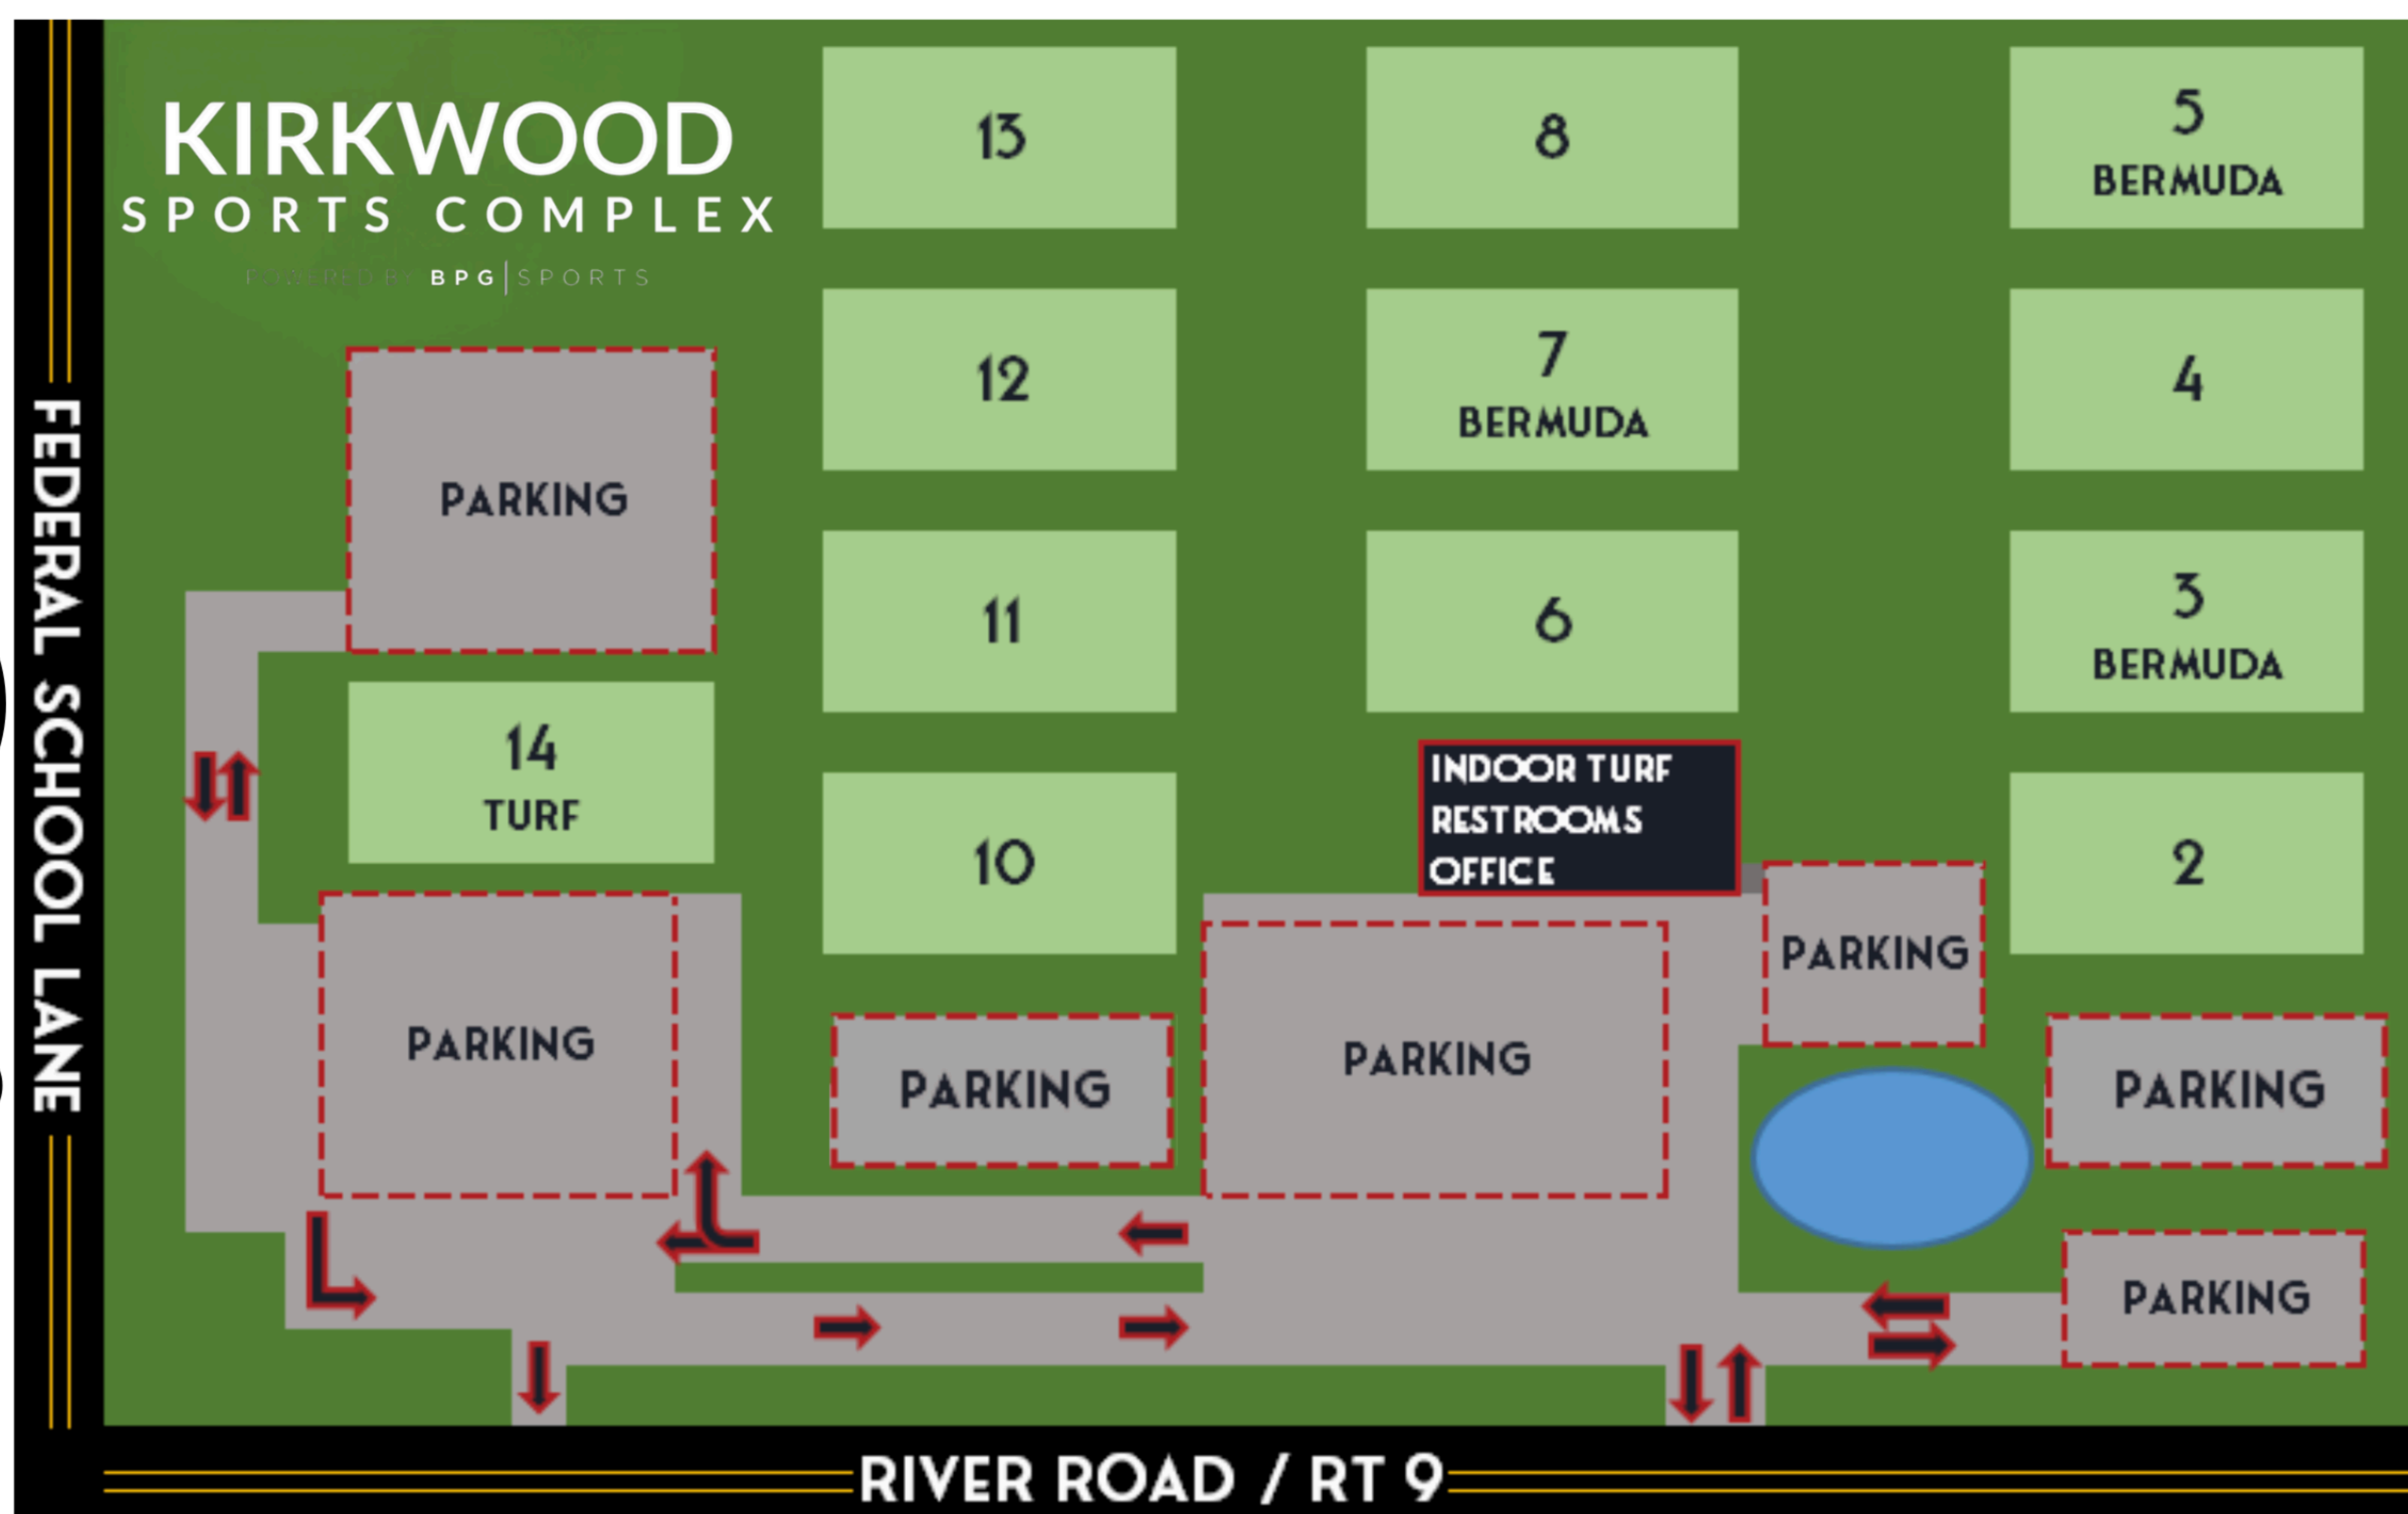 KIRKWOOD
SPORTS COMPLEX
POWERED BY BPG|SPORTS
13
8
5
BERMUDA
12
7
BERMUDA
4
PARKING
11
6
3
BERMUDA
14
TURF
10
INDOOR TURF
RESTROOMS
OFFICE
2
PARKING
PARKING
PARKING
PARKING
PARKING
PARKING
FEDERAL SCHOOL LANE
RIVER ROAD / RT 9